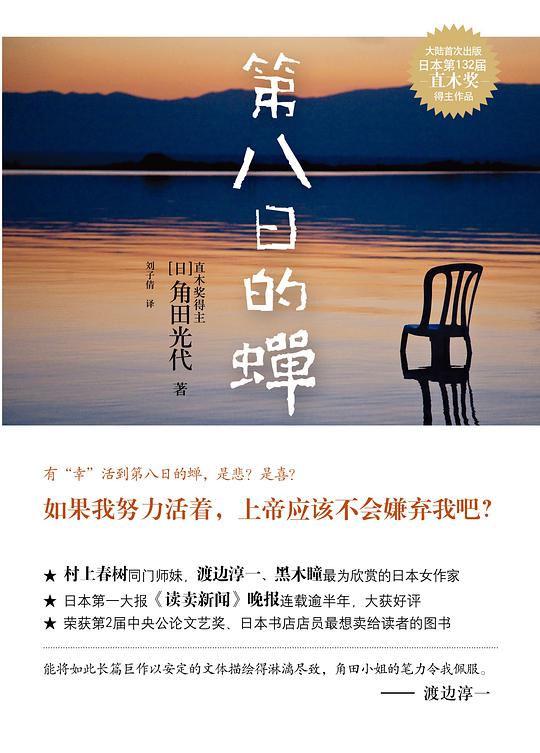 大陆首次出版
日本第132届
直木奖
得主作品
第八日的蟬
直木奖得主
[日]角田光代 著
刘子倩 译
有“幸”活到第八日的蝉，是悲？是喜？
如果我努力活着，上帝应该不会嫌弃我吧？
★ 村上春树同门师妹，渡边淳一、黑木瞳最为欣赏的日本女作家
★ 日本第一大报《读卖新闻》晚报连载逾半年，大获好评
★ 荣获第2届中央公论文艺奖、日本书店店员最想卖给读者的图书
能将如此长篇巨作以安定的文体描绘得淋漓尽致，角田小姐的笔力令我佩服。
—— 渡边淳一